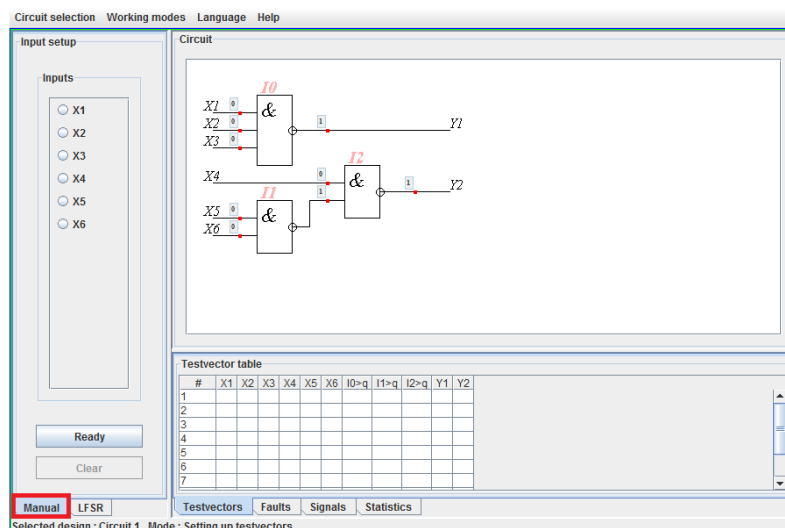 Circuit selection Working modes Language Help
Input setup
Inputs
X1
X2
X3
X4
X5
X6
Ready
Clear
Manual LFSR
Circuit
I0
X1 0 &
X2 0 1 Y1
X3 0
I2
X4 0 &
I1 1 1 Y2
X5 0 &
X6 0
Testvector table
# X1 X2 X3 X4 X5 X6 I0>q I1>q I2>q Y1 Y2
1
2
3
4
5
6
7
Testvectors Faults Signals Statistics
Selected design : Circuit 1 Mode : Setting up testvectors